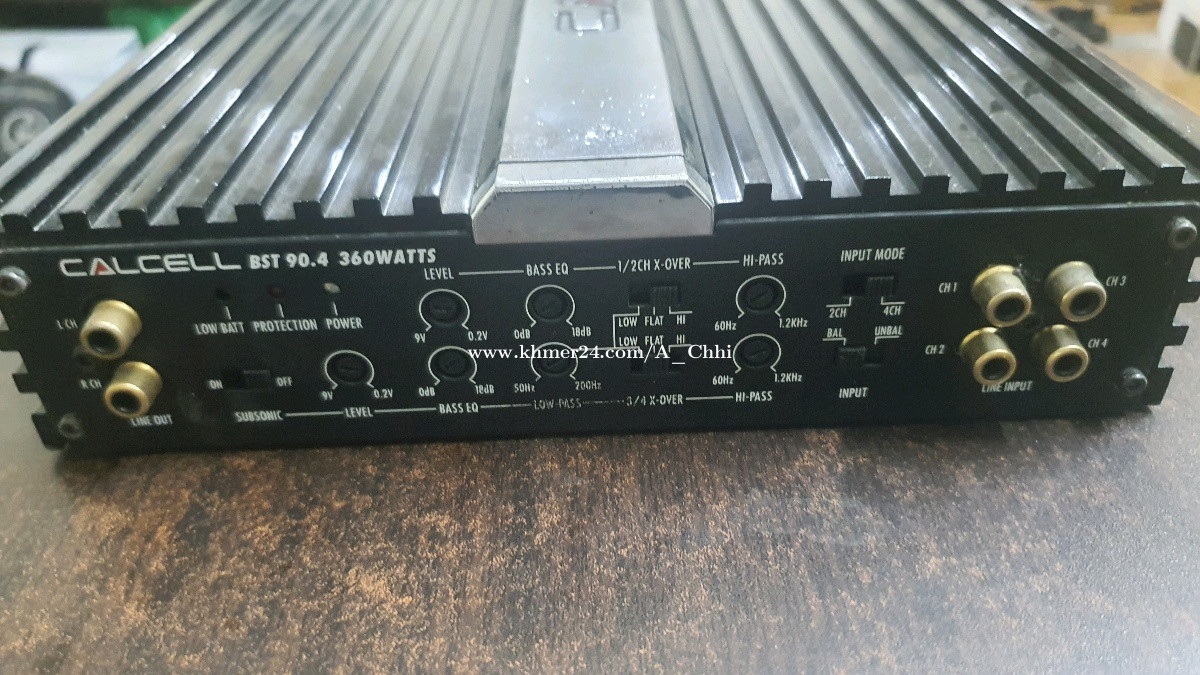 CALCELL BST 90.4 360WATTS
LEVEL
BASS EQ
1/2CH X-OVER
HI-PASS
INPUT MODE
L CH
LOW BATT PROTECTION POWER
9V 0.2V
0dB 18dB
LOW FLAT HI
60Hz 1.2KHz
2CH 4CH
CH 1
CH 3
BAL UNBAL
LOW FLAT HI
www.khmer24.com/A_Chhi
R CH
ON OFF
9V 0.2V
0dB 18dB
50Hz 200Hz
60Hz 1.2KHz
CH 2
CH 4
LINE OUT
SUBSONIC
LEVEL
BASS EQ
LOW-PASS
3/4 X-OVER
HI-PASS
INPUT
LINE INPUT